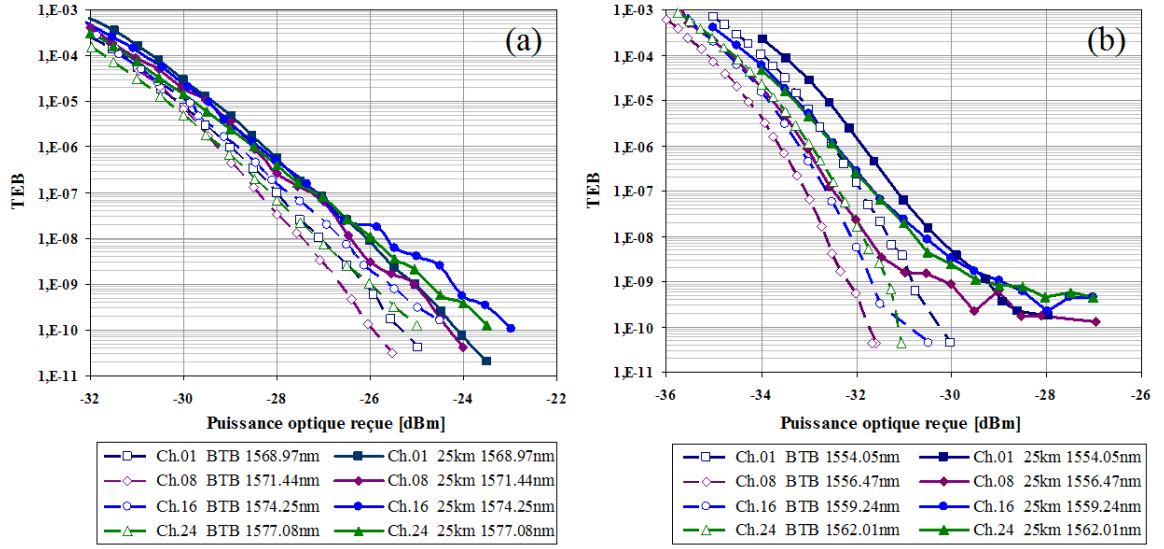 (a)
TEB
1,E-03
1,E-04
1,E-05
1,E-06
1,E-07
1,E-08
1,E-09
1,E-10
1,E-11
-32 -30 -28 -26 -24 -22
Puissance optique reçue [dBm]
Ch.01 BTB 1568.97nm Ch.01 25km 1568.97nm
Ch.08 BTB 1571.44nm Ch.08 25km 1571.44nm
Ch.16 BTB 1574.25nm Ch.16 25km 1574.25nm
Ch.24 BTB 1577.08nm Ch.24 25km 1577.08nm
(b)
TEB
1,E-03
1,E-04
1,E-05
1,E-06
1,E-07
1,E-08
1,E-09
1,E-10
1,E-11
-36 -34 -32 -30 -28 -26
Puissance optique reçue [dBm]
Ch.01 BTB 1554.05nm Ch.01 25km 1554.05nm
Ch.08 BTB 1556.47nm Ch.08 25km 1556.47nm
Ch.16 BTB 1559.24nm Ch.16 25km 1559.24nm
Ch.24 BTB 1562.01nm Ch.24 25km 1562.01nm